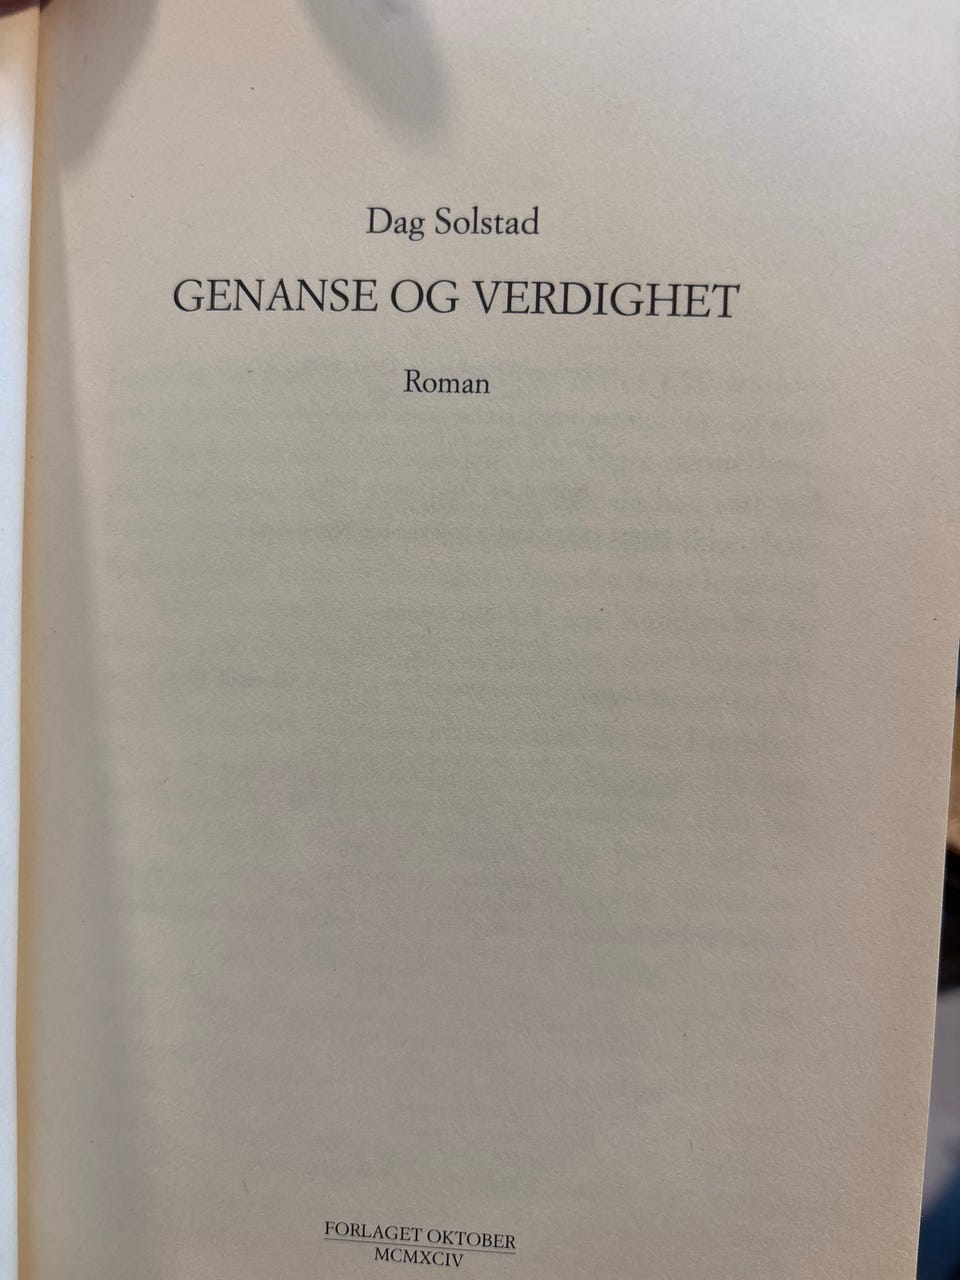 Dag Solstad
GENANSE OG VERDIGHET
Roman
FORLAGET OKTOBER
MCMXCIV